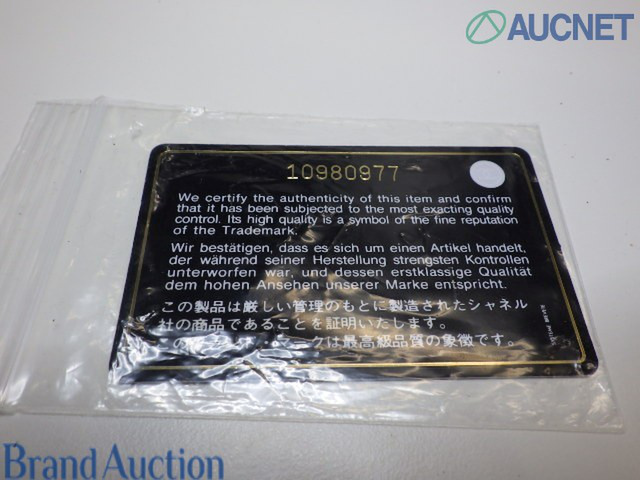 AUCNET
10980977
We certify the authenticity of this item and confirm
that it has been subjected to the most exacting quality
control. Its high quality is a symbol of the fine reputation
of the Trademark.
Wir bestätigen, dass es sich um einen Artikel handelt,
der während seiner Herstellung strengsten Kontrollen
unterworfen war, und dessen erstklassige Qualität
dem hohen Ansehen unserer Marke entspricht.
この製品は厳しい管理のもとに製造されたシャネル
社の商品であることを証明いたします。
マークは最高級品質の象徴です。
Brand Auction